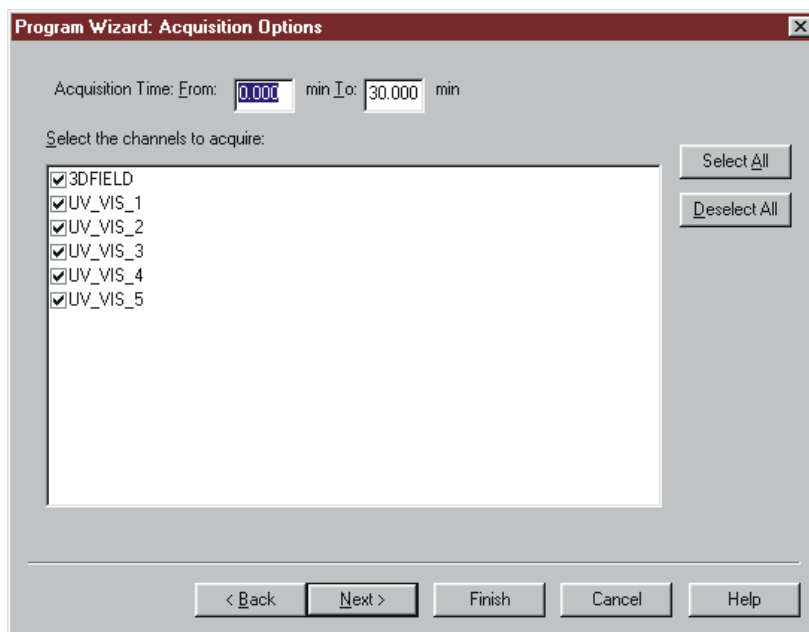 Program Wizard: Acquisition Options
Acquisition Time: From: 0.000 min To: 30.000 min
Select the channels to acquire:
3DFIELD
UV_VIS_1
UV_VIS_2
UV_VIS_3
UV_VIS_4
UV_VIS_5
Select All
Deselect All
< Back Next > Finish Cancel Help